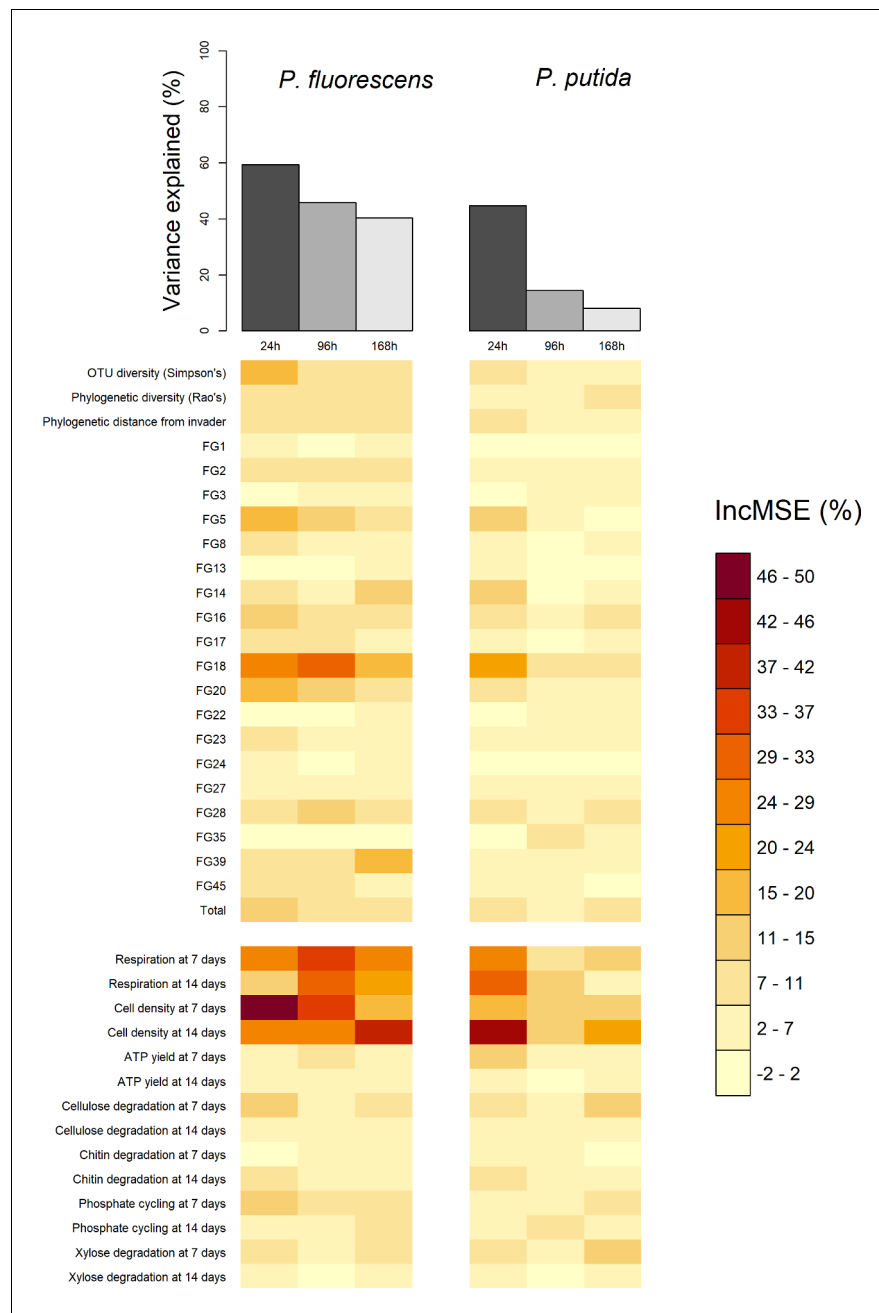 Variance explained (%)
100
80
60
40
20
0
P. fluorescens
P. putida
24h 96h 168h 24h 96h 168h
OTU diversity (Simpson's)
Phylogenetic diversity (Rao's)
Phylogenetic distance from invader
FG1
FG2
FG3
FG5
FG8
FG13
FG14
FG16
FG17
FG18
FG20
FG22
FG23
FG24
FG27
FG28
FG35
FG39
FG45
Total
Respiration at 7 days
Respiration at 14 days
Cell density at 7 days
Cell density at 14 days
ATP yield at 7 days
ATP yield at 14 days
Cellulose degradation at 7 days
Cellulose degradation at 14 days
Chitin degradation at 7 days
Chitin degradation at 14 days
Phosphate cycling at 7 days
Phosphate cycling at 14 days
Xylose degradation at 7 days
Xylose degradation at 14 days
IncMSE (%)
46 - 50
42 - 46
37 - 42
33 - 37
29 - 33
24 - 29
20 - 24
15 - 20
11 - 15
7 - 11
2 - 7
-2 - 2